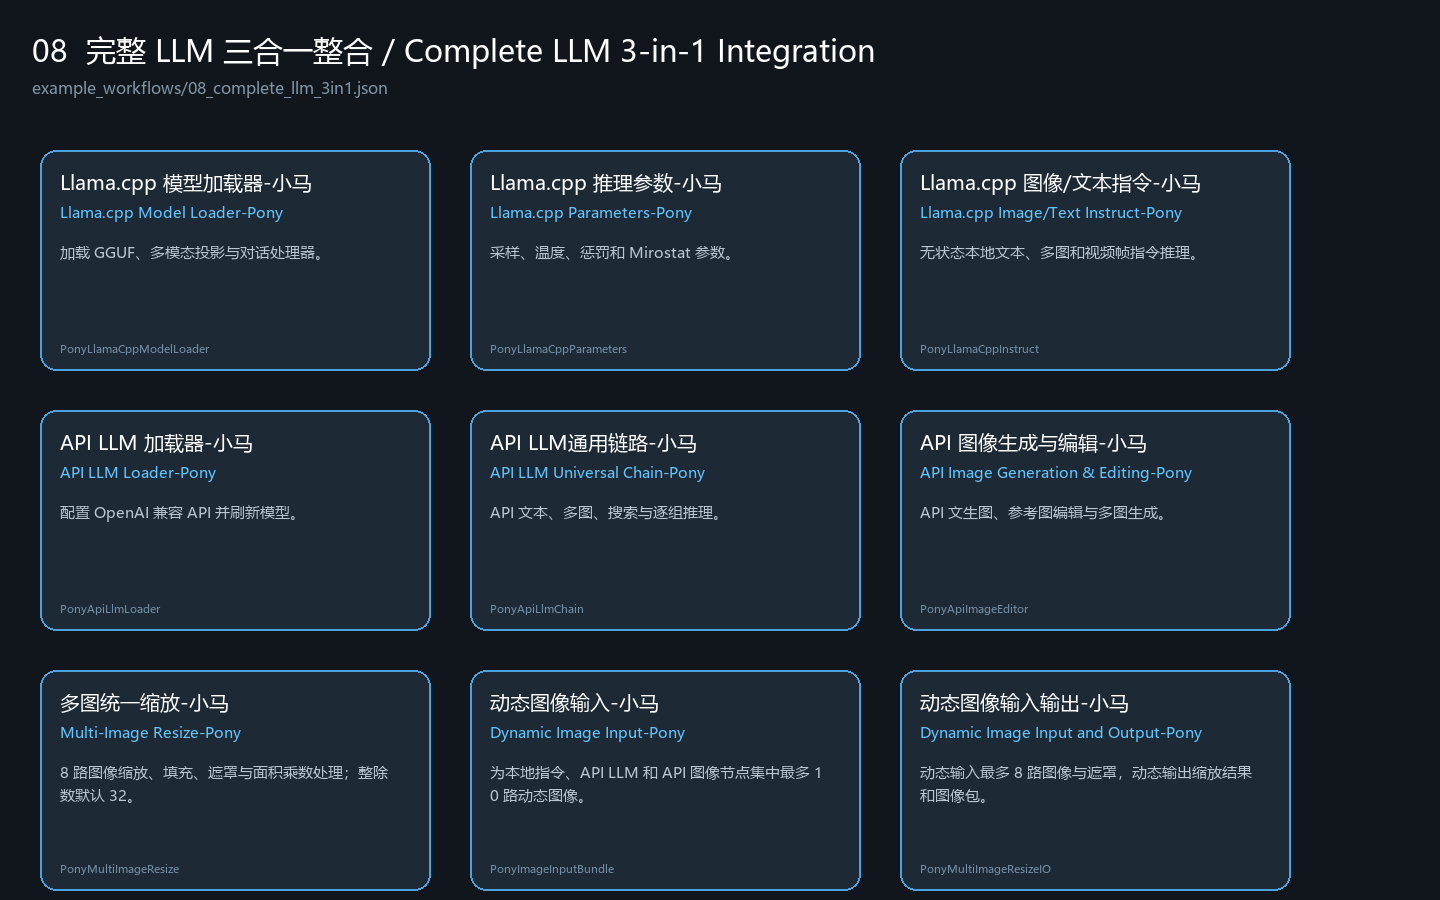 08 完整 LLM 三合一整合 / Complete LLM 3-in-1 Integration
example_workflows/08_complete_llm_3in1.json
Llama.cpp 模型加载器-小马
Llama.cpp Model Loader-Pony
加载 GGUF、多模态投影与对话处理器。
PonyLlamaCppModelLoader
Llama.cpp 推理参数-小马
Llama.cpp Parameters-Pony
采样、温度、惩罚和 Mirostat 参数。
PonyLlamaCppParameters
Llama.cpp 图像/文本指令-小马
Llama.cpp Image/Text Instruct-Pony
无状态本地文本、多图和视频帧指令推理。
PonyLlamaCppInstruct
API LLM 加载器-小马
API LLM Loader-Pony
配置 OpenAI 兼容 API 并刷新模型。
PonyApiLlmLoader
API LLM通用链路-小马
API LLM Universal Chain-Pony
API 文本、多图、搜索与逐组推理。
PonyApiLlmChain
API 图像生成与编辑-小马
API Image Generation & Editing-Pony
API 文生图、参考图编辑与多图生成。
PonyApiImageEditor
多图统一缩放-小马
Multi-Image Resize-Pony
8 路图像缩放、填充、遮罩与面积乘数处理；整除
数默认 32。
PonyMultiImageResize
动态图像输入-小马
Dynamic Image Input-Pony
为本地指令、API LLM 和 API 图像节点集中最多 1
0 路动态图像。
PonyImageInputBundle
动态图像输入输出-小马
Dynamic Image Input and Output-Pony
动态输入最多 8 路图像与遮罩，动态输出缩放结果
和图像包。
PonyMultiImageResizeIO